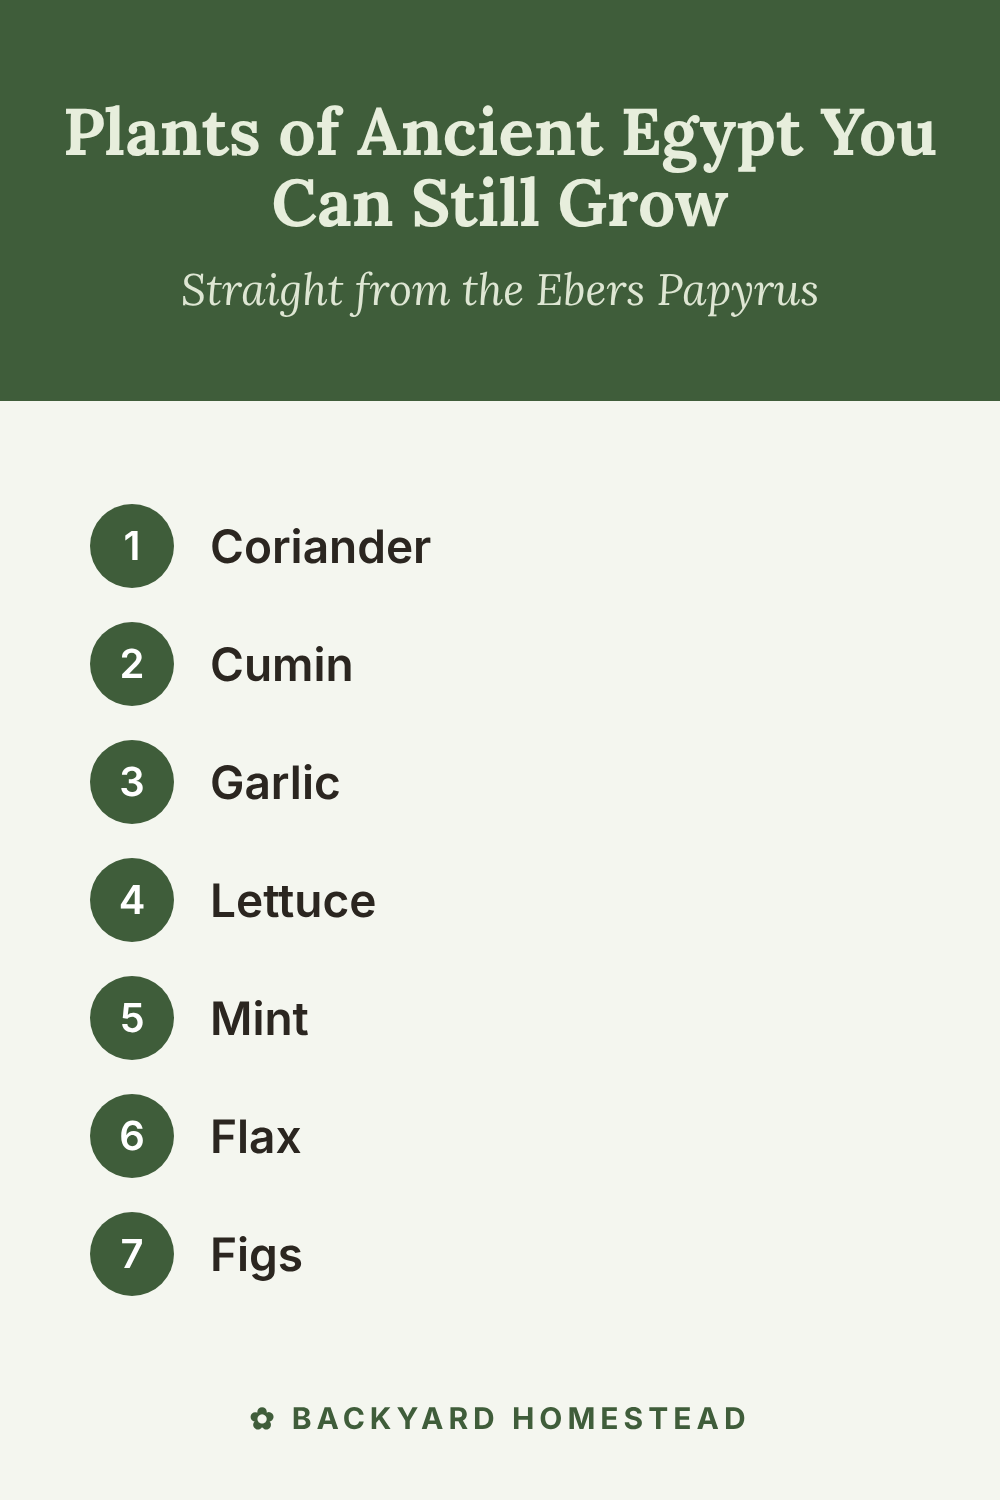 Plants of Ancient Egypt You
Can Still Grow
Straight from the Ebers Papyrus
1 Coriander
2 Cumin
3 Garlic
4 Lettuce
5 Mint
6 Flax
7 Figs
✿ BACKYARD HOMESTEAD